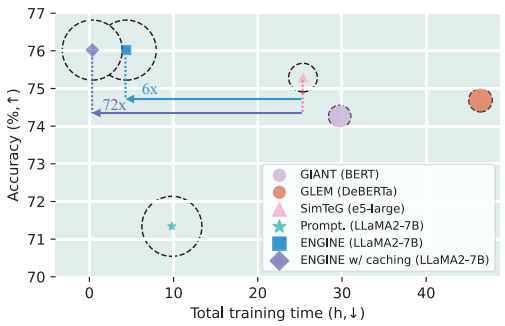 77
76
75
74
73
72
71
70
Accuracy (%,↑)
6x
72x
GIANT (BERT)
GLEM (DeBERTa)
SimTeG (e5-large)
Prompt. (LLaMA2-7B)
ENGINE (LLaMA2-7B)
ENGINE w/ caching (LLaMA2-7B)
0 10 20 30 40
Total training time (h,↓)